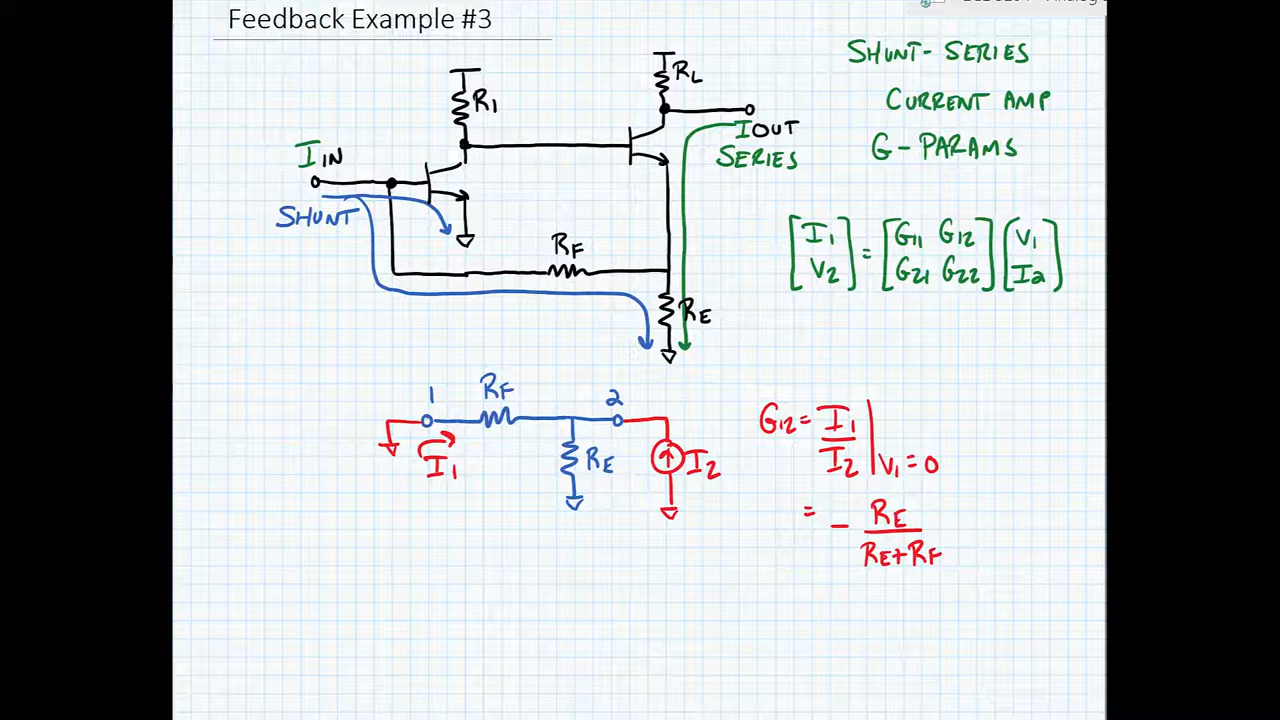 Feedback Example #3
SHUNT-SERIES
CURRENT AMP
G-PARAMS
R1
RL
IIN
SHUNT
IOUT
SERIES
RF
RE
[I1 V2] = [G11 G12 G21 G22] (V1 I2)
1
RF
2
I1
RE
I2
G12 = I1 / I2 | V1 = 0
= - RE / RE+RF